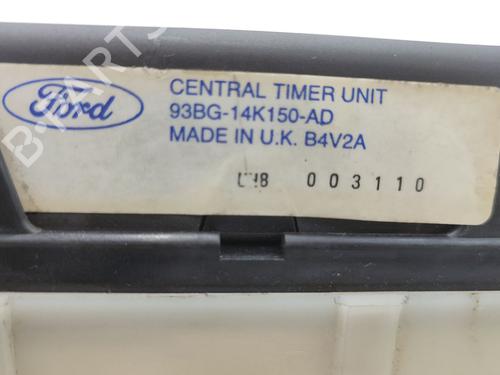 Ford
CENTRAL TIMER UNIT
93BG-14K150-AD
MADE IN U.K. B4V2A
003110